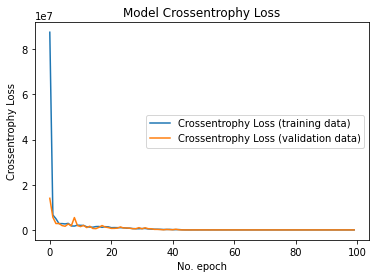 Model Crossentropy Loss
1e7
8
6
4
2
0
Crossentrophy Loss
Crossentrophy Loss (training data)
Crossentrophy Loss (validation data)
0 20 40 60 80 100
No. epoch